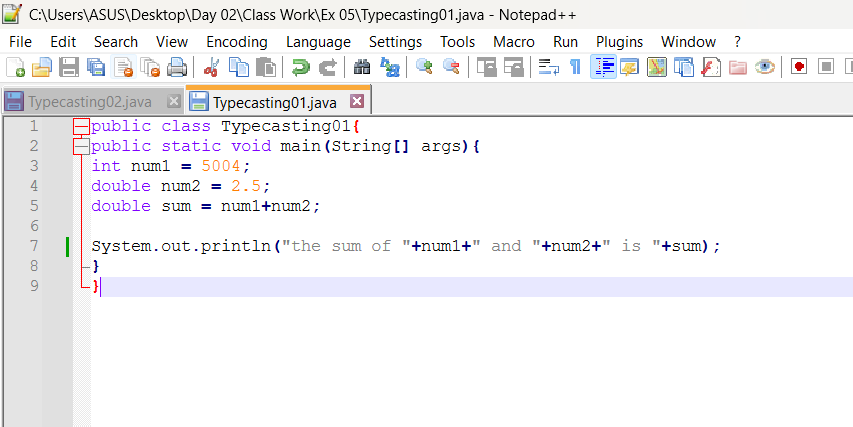 C:\Users\ASUS\Desktop\Day 02\Class Work\Ex 05\Typecasting01.java - Notepad++
File Edit Search View Encoding Language Settings Tools Macro Run Plugins Window ?
Typecasting02.java Typecasting01.java
1 public class Typecasting01{
2 public static void main(String[] args){
3 int num1 = 5004;
4 double num2 = 2.5;
5 double sum = num1+num2;
6
7 System.out.println("the sum of "+num1+" and "+num2+" is "+sum);
8 }
9 }